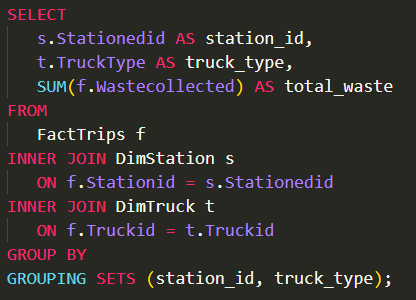 SELECT
s.Stationedid AS station_id,
t.TruckType AS truck_type,
SUM(f.Wastecollected) AS total_waste
FROM
FactTrips f
INNER JOIN DimStation s
ON f.Stationid = s.Stationedid
INNER JOIN DimTruck t
ON f.Truckid = t.Truckid
GROUP BY
GROUPING SETS (station_id, truck_type);